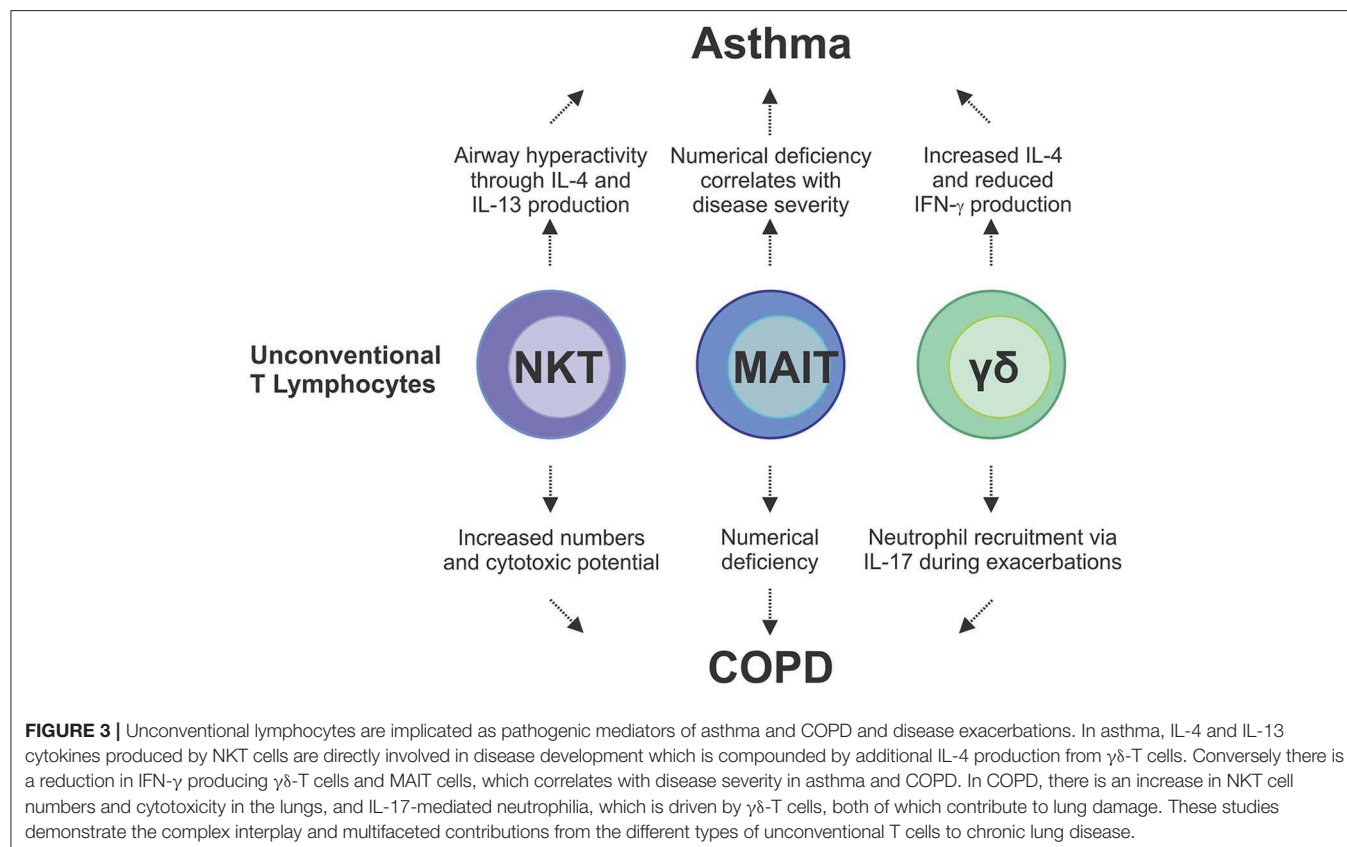 Asthma
Airway hyperactivity
through IL-4 and
IL-13 production
Numerical deficiency
correlates with
disease severity
Increased IL-4
and reduced
IFN-γ production
Unconventional
T Lymphocytes
NKT
MAIT
γδ
Increased numbers
and cytotoxic potential
Numerical
deficiency
Neutrophil recruitment via
IL-17 during exacerbations
COPD
FIGURE 3 | Unconventional lymphocytes are implicated as pathogenic mediators of asthma and COPD and disease exacerbations. In asthma, IL-4 and IL-13
cytokines produced by NKT cells are directly involved in disease development which is compounded by additional IL-4 production from γδ-T cells. Conversely there is
a reduction in IFN-γ producing γδ-T cells and MAIT cells, which correlates with disease severity in asthma and COPD. In COPD, there is an increase in NKT cell
numbers and cytotoxicity in the lungs, and IL-17-mediated neutrophilia, which is driven by γδ-T cells, both of which contribute to lung damage. These studies
demonstrate the complex interplay and multifaceted contributions from the different types of unconventional T cells to chronic lung disease.